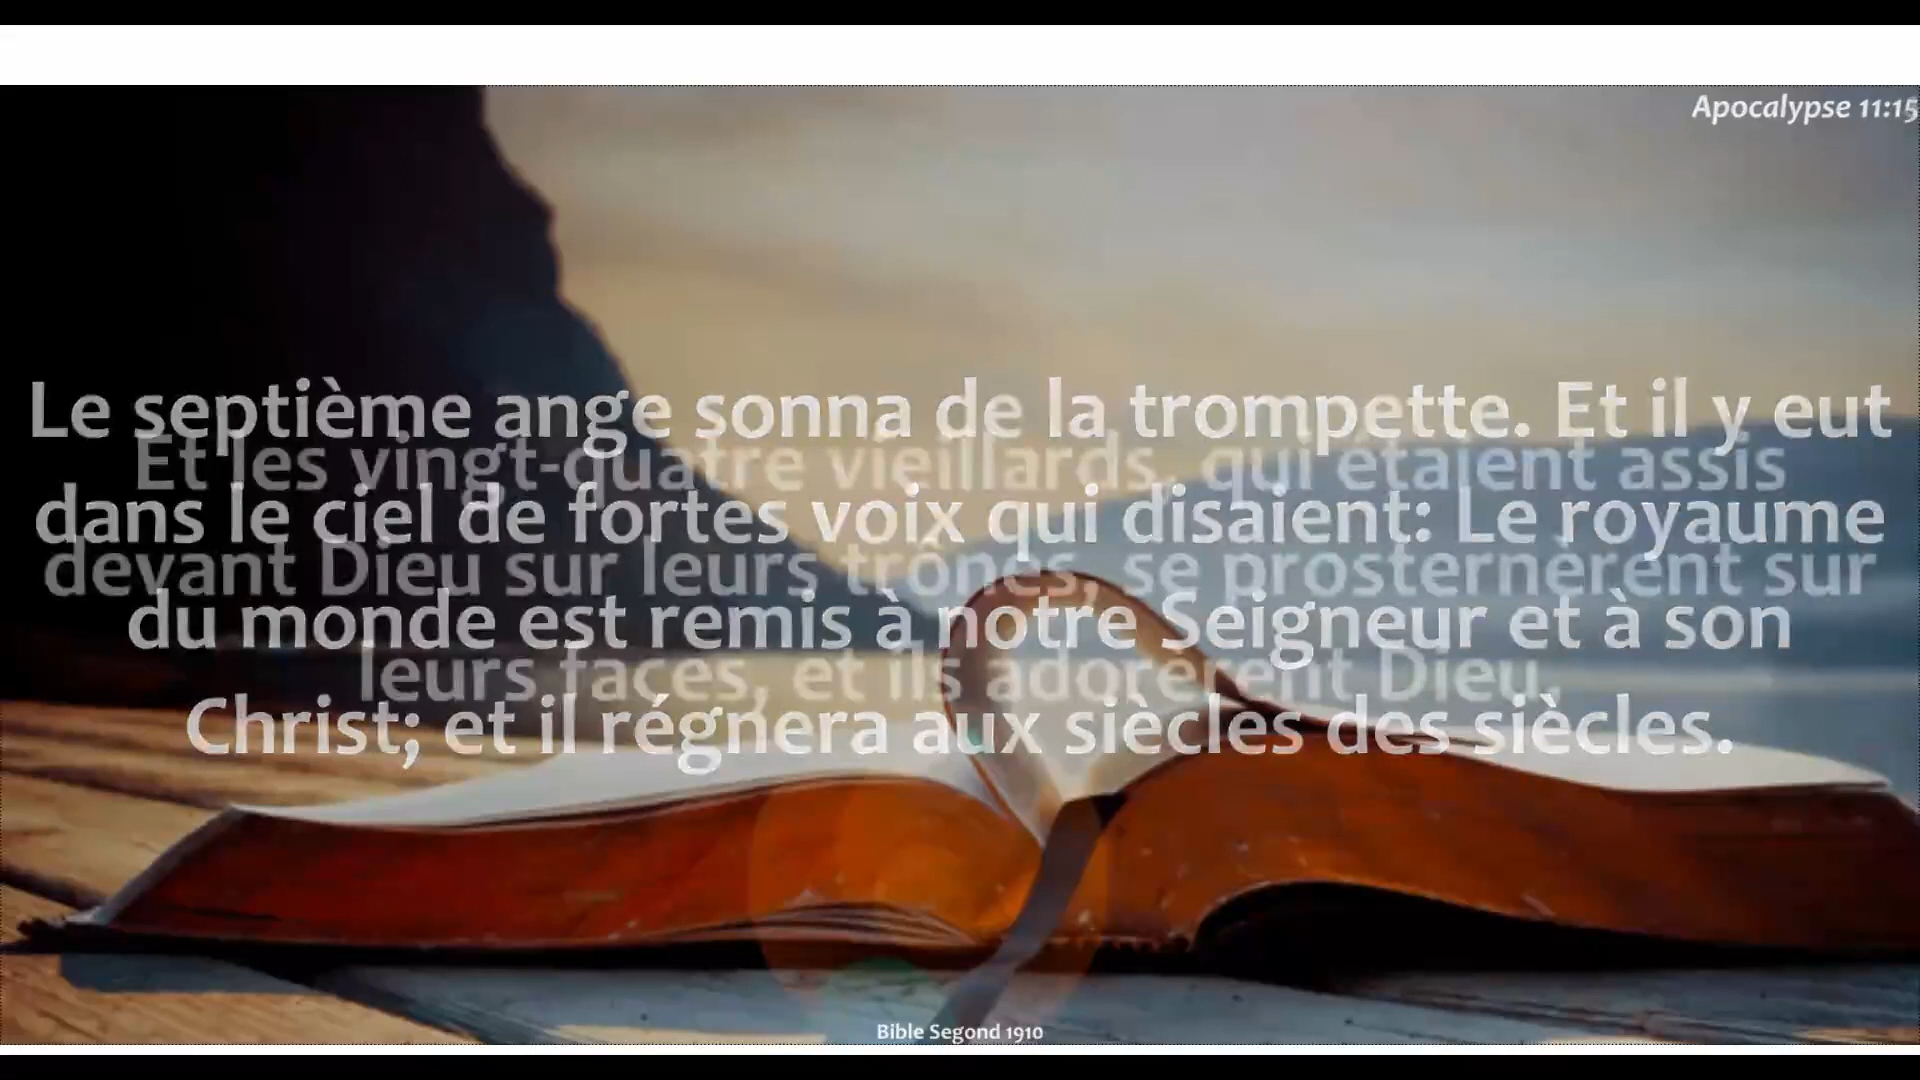 Apocalypse 11:15
Le septième ange sonna de la trompette. Et il y eut
dans le ciel de fortes voix qui disaient: Le royaume
du monde est remis à notre Seigneur et à son
Christ; et il régnera aux siècles des siècles.
Et les vingt-quatre vieillards, qui étaient assis
devant Dieu sur leurs trônes, se prosternèrent sur
leurs faces, et ils adorèrent Dieu,
Bible Segond 1910